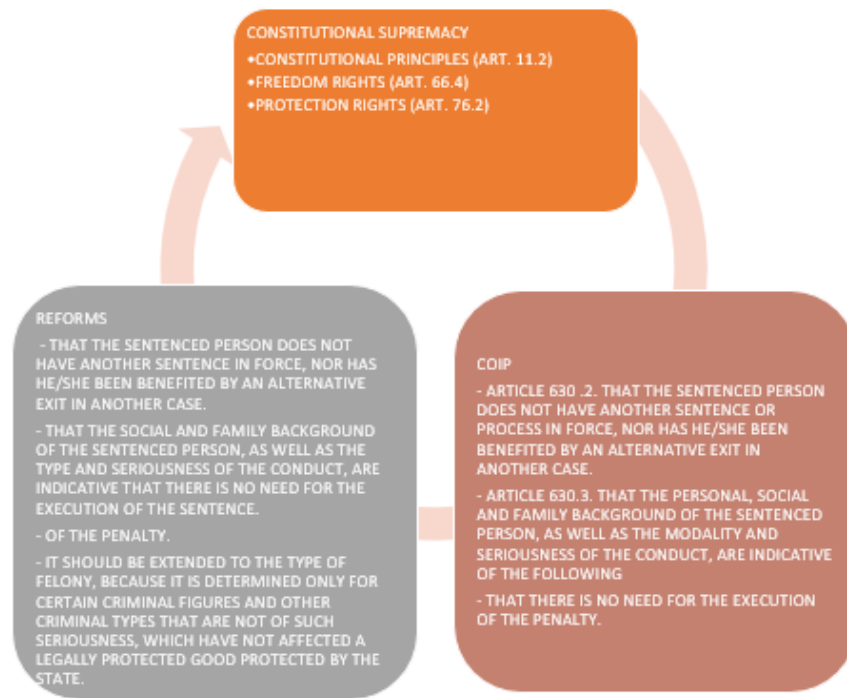 CONSTITUTIONAL SUPREMACY
•CONSTITUTIONAL PRINCIPLES (ART. 11.2)
•FREEDOM RIGHTS (ART. 66.4)
•PROTECTION RIGHTS (ART. 76.2)
REFORMS
- THAT THE SENTENCED PERSON DOES NOT
HAVE ANOTHER SENTENCE IN FORCE, NOR HAS
HE/SHE BEEN BENEFITED BY AN ALTERNATIVE
EXIT IN ANOTHER CASE.
- THAT THE SOCIAL AND FAMILY BACKGROUND
OF THE SENTENCED PERSON, AS WELL AS THE
TYPE AND SERIOUSNESS OF THE CONDUCT, ARE
INDICATIVE THAT THERE IS NO NEED FOR THE
EXECUTION OF THE SENTENCE.
- OF THE PENALTY.
- IT SHOULD BE EXTENDED TO THE TYPE OF
FELONY, BECAUSE IT IS DETERMINED ONLY FOR
CERTAIN CRIMINAL FIGURES AND OTHER
CRIMINAL TYPES THAT ARE NOT OF SUCH
SERIOUSNESS, WHICH HAVE NOT AFFECTED A
LEGALLY PROTECTED GOOD PROTECTED BY THE
STATE.
COIP
- ARTICLE 630 .2. THAT THE SENTENCED PERSON
DOES NOT HAVE ANOTHER SENTENCE OR
PROCESS IN FORCE, NOR HAS HE/SHE BEEN
BENEFITED BY AN ALTERNATIVE EXIT IN
ANOTHER CASE.
- ARTICLE 630.3. THAT THE PERSONAL, SOCIAL
AND FAMILY BACKGROUND OF THE SENTENCED
PERSON, AS WELL AS THE MODALITY AND
SERIOUSNESS OF THE CONDUCT, ARE INDICATIVE
OF THE FOLLOWING
- THAT THERE IS NO NEED FOR THE EXECUTION
OF THE PENALTY.